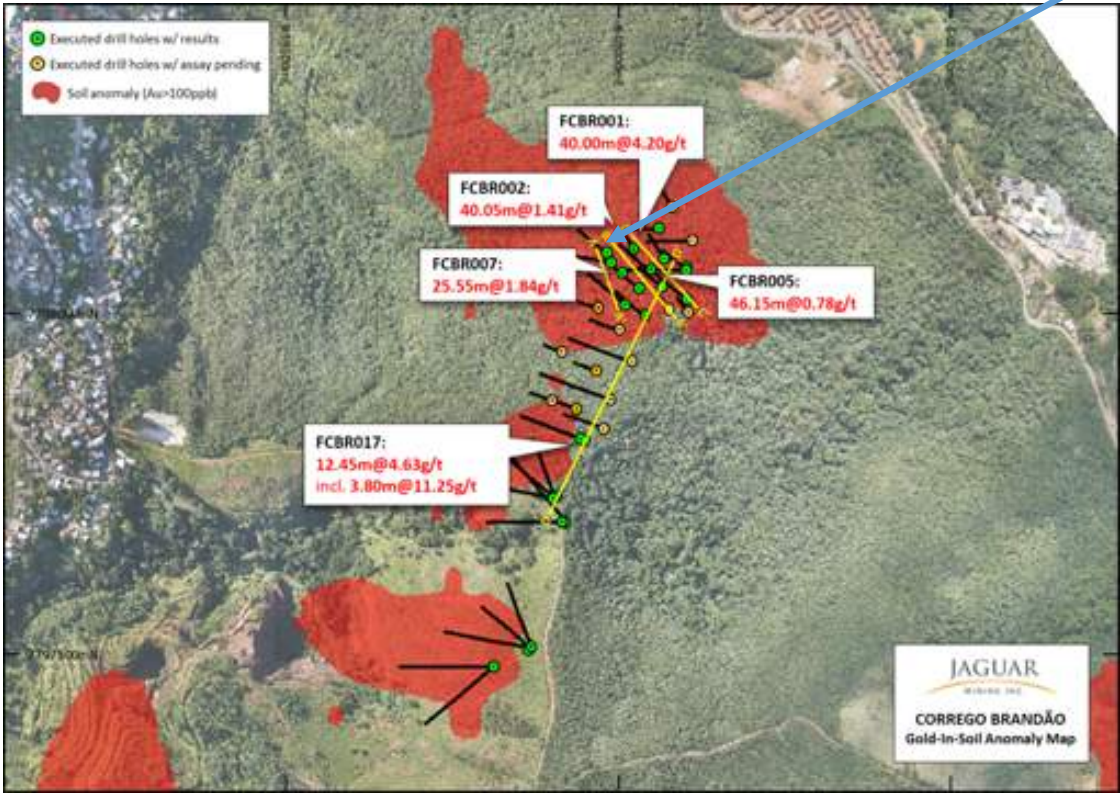 Executed drill holes w/ results
Executed drill holes w/ assay pending
Soil anomaly (Au>100ppb)
FCBR001:
40.00m@4.20g/t
FCBR002:
40.05m@1.41g/t
FCBR007:
25.55m@1.84g/t
FCBR005:
46.15m@0.78g/t
FCBR017:
12.45m@4.63g/t
incl. 3.80m@11.25g/t
JAGUAR
MINING INC
CORREGO BRANDÃO
Gold-In-Soil Anomaly Map